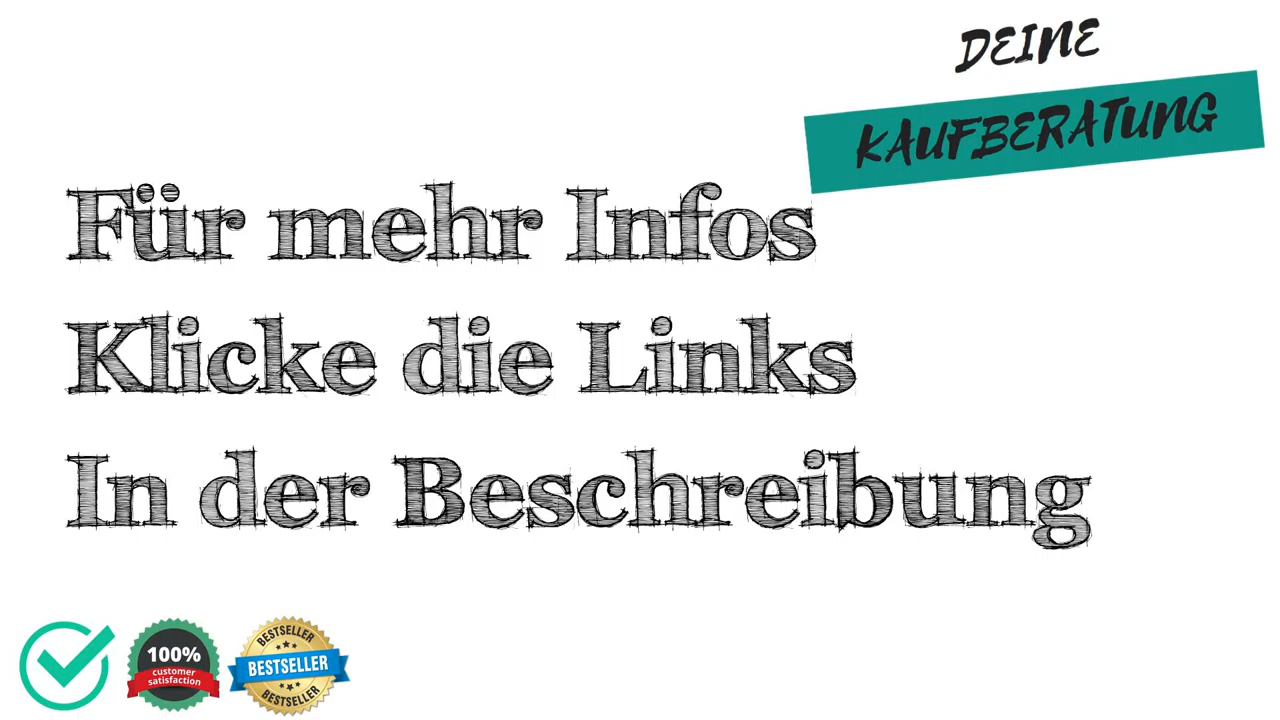 DEINE
KAUFBERATUNG
Für mehr Infos
Klicke die Links
In der Beschreibung
100%
customer
satisfaction
BESTSELLER
BESTSELLER
BESTSELLER